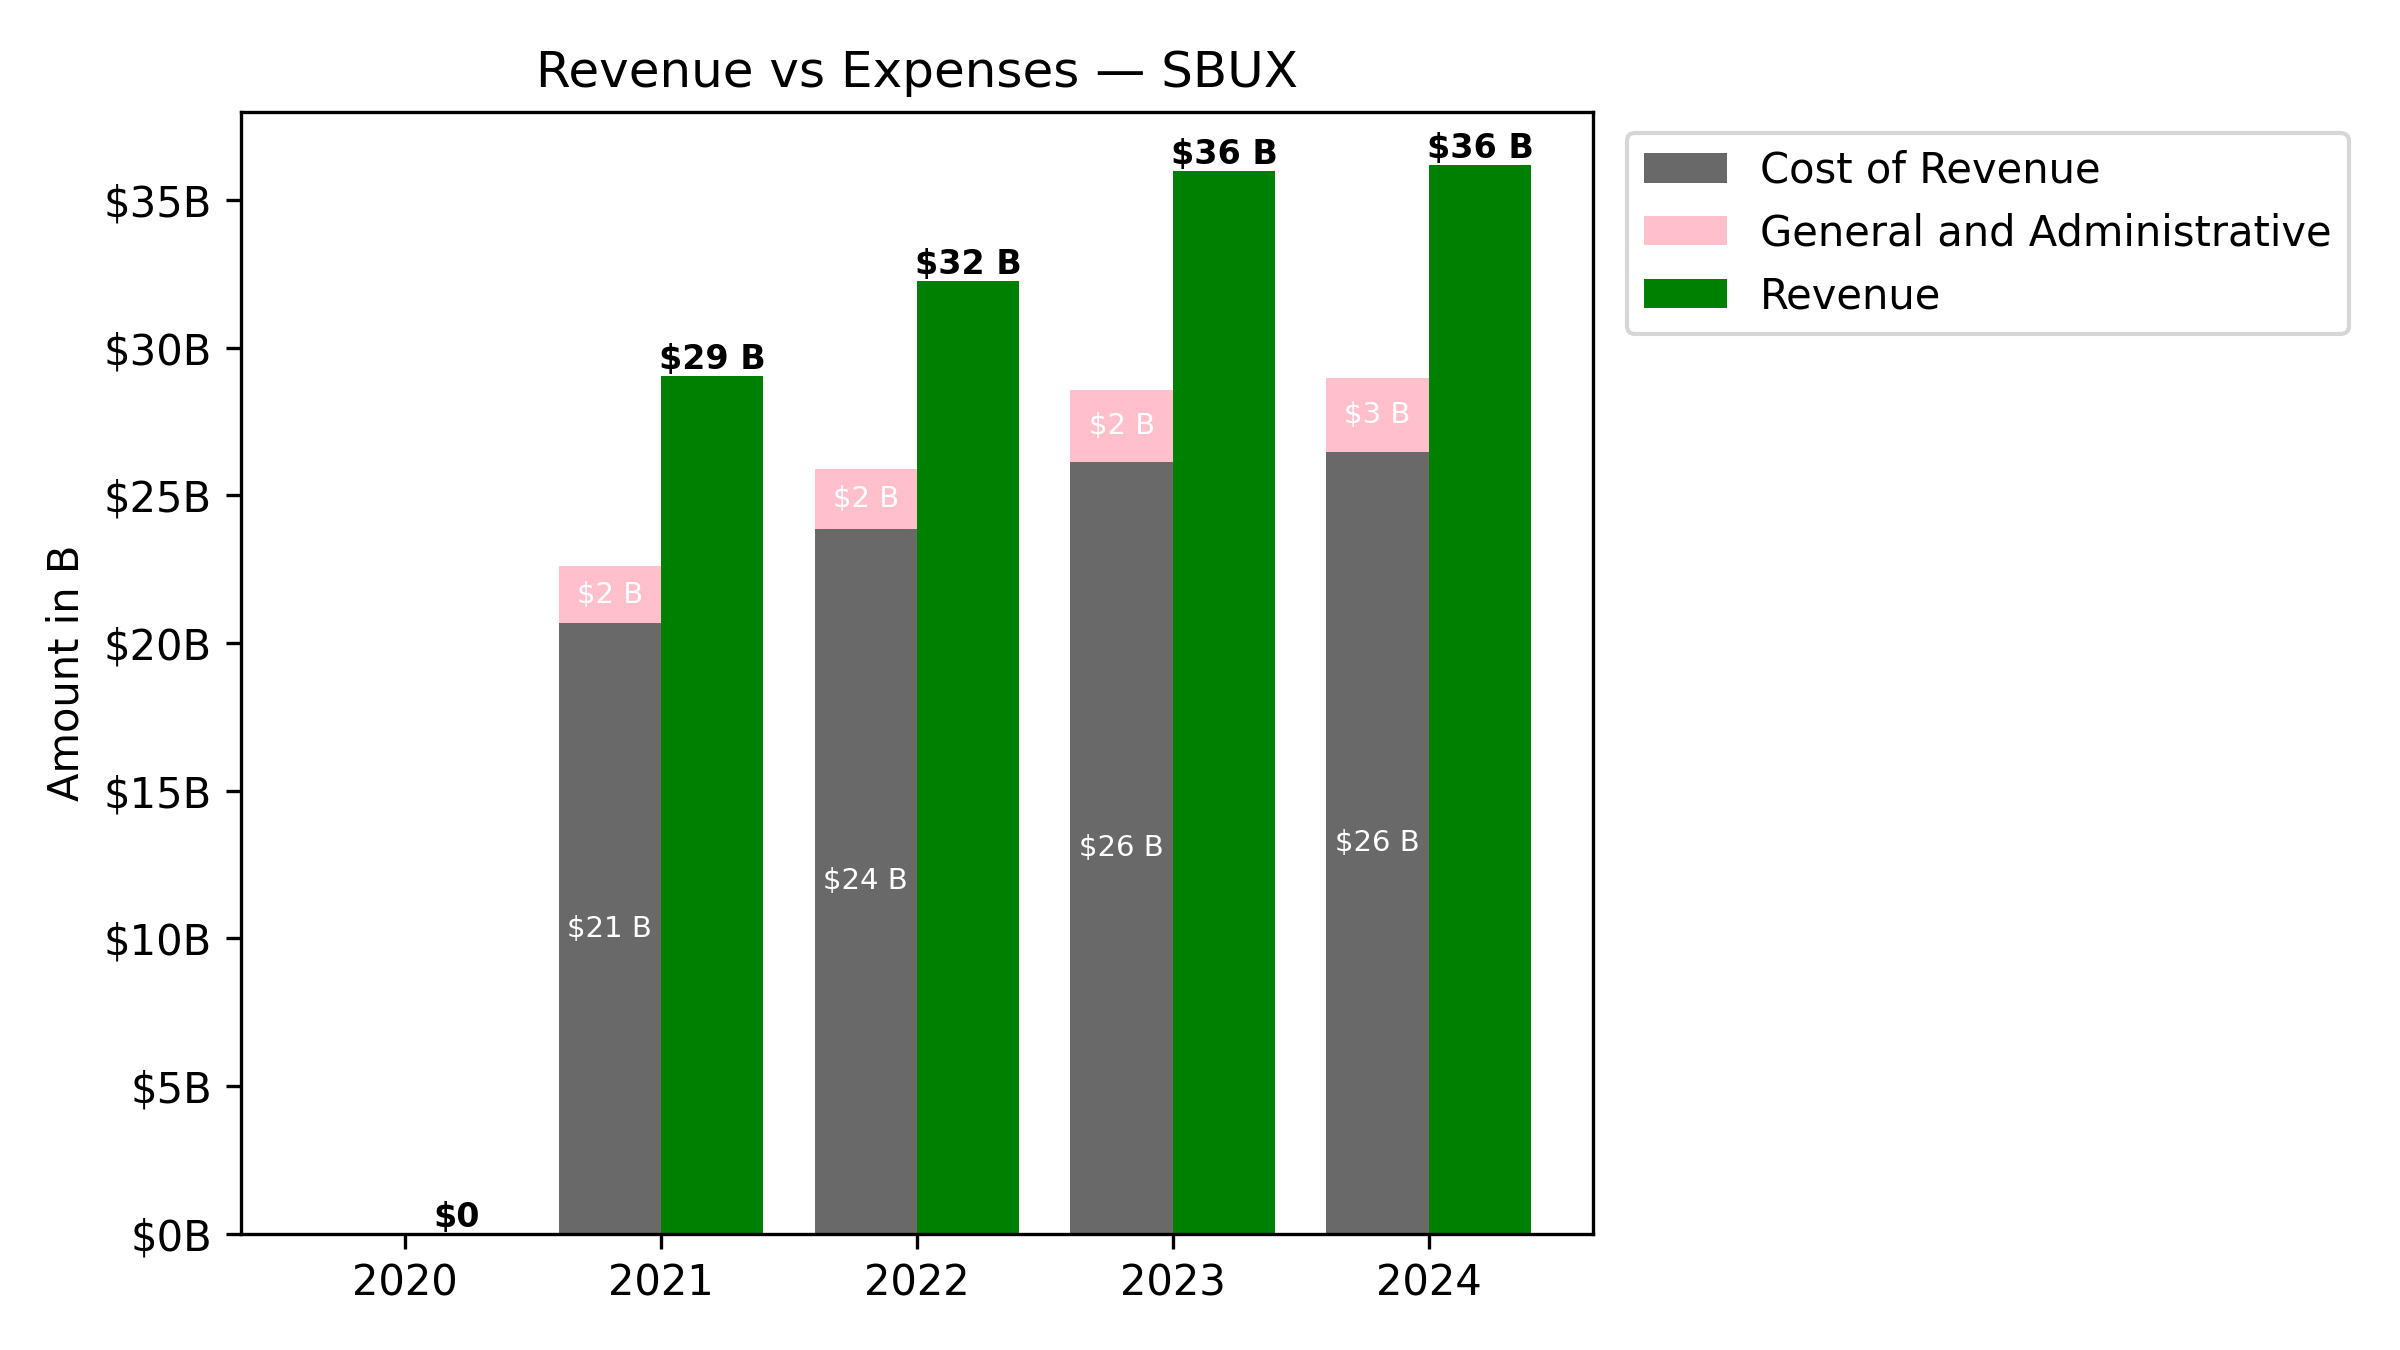 Revenue vs Expenses — SBUX
Cost of Revenue
General and Administrative
Revenue
Amount in B
$35B
$30B
$25B
$20B
$15B
$10B
$5B
$0B
$0
$2 B
$21 B
$29 B
$2 B
$24 B
$32 B
$2 B
$26 B
$36 B
$3 B
$26 B
$36 B
2020 2021 2022 2023 2024